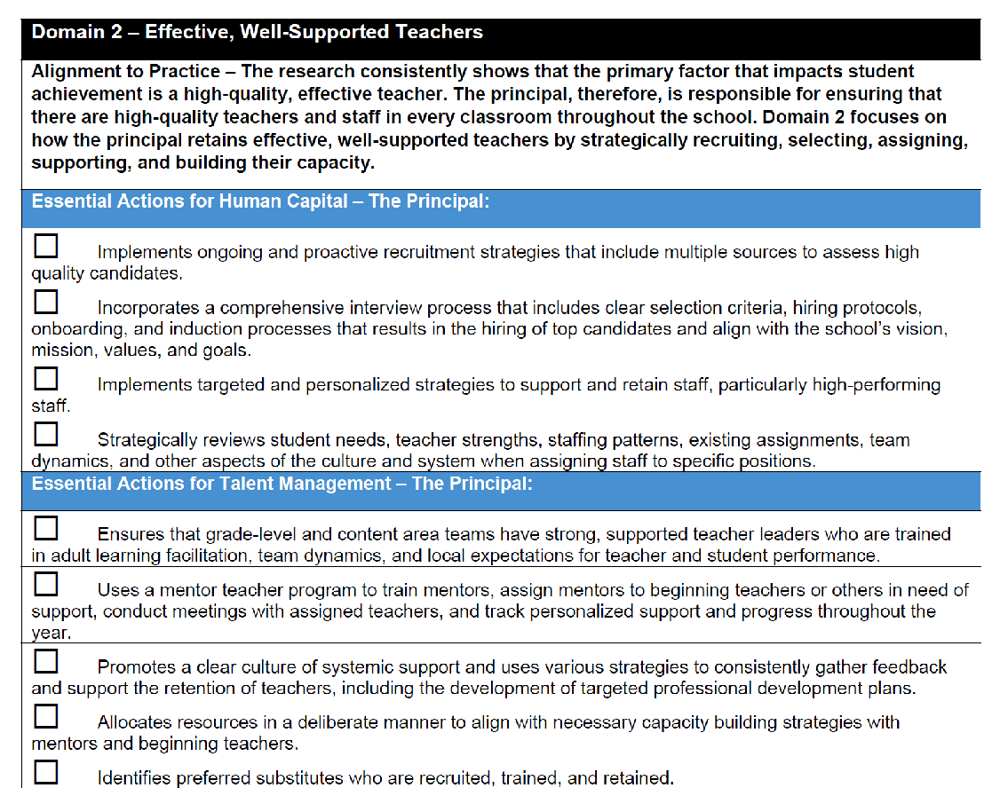 Domain 2 – Effective, Well-Supported Teachers
Alignment to Practice – The research consistently shows that the primary factor that impacts student
achievement is a high-quality, effective teacher. The principal, therefore, is responsible for ensuring that
there are high-quality teachers and staff in every classroom throughout the school. Domain 2 focuses on
how the principal retains effective, well-supported teachers by strategically recruiting, selecting, assigning,
supporting, and building their capacity.
Essential Actions for Human Capital – The Principal:
Implements ongoing and proactive recruitment strategies that include multiple sources to assess high
quality candidates.
Incorporates a comprehensive interview process that includes clear selection criteria, hiring protocols,
onboarding, and induction processes that results in the hiring of top candidates and align with the school’s vision,
mission, values, and goals.
Implements targeted and personalized strategies to support and retain staff, particularly high-performing
staff.
Strategically reviews student needs, teacher strengths, staffing patterns, existing assignments, team
dynamics, and other aspects of the culture and system when assigning staff to specific positions.
Essential Actions for Talent Management – The Principal:
Ensures that grade-level and content area teams have strong, supported teacher leaders who are trained
in adult learning facilitation, team dynamics, and local expectations for teacher and student performance.
Uses a mentor teacher program to train mentors, assign mentors to beginning teachers or others in need of
support, conduct meetings with assigned teachers, and track personalized support and progress throughout the
year.
Promotes a clear culture of systemic support and uses various strategies to consistently gather feedback
and support the retention of teachers, including the development of targeted professional development plans.
Allocates resources in a deliberate manner to align with necessary capacity building strategies with
mentors and beginning teachers.
Identifies preferred substitutes who are recruited, trained, and retained.